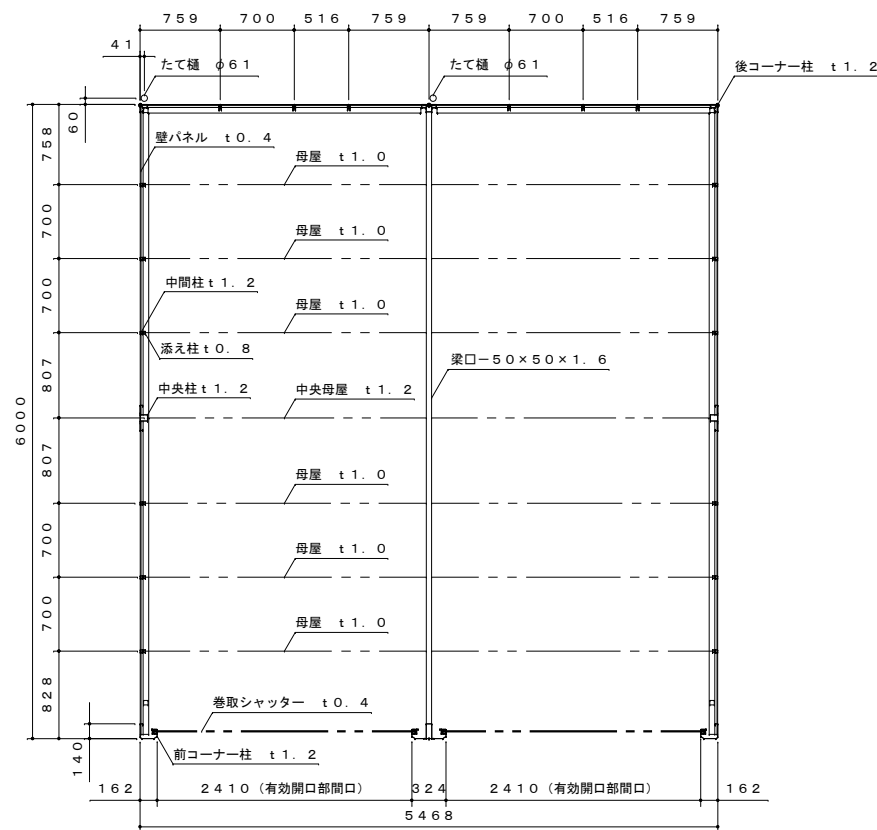 759 700 516 759 759 700 516 759
41
たて樋 φ61 たて樋 φ61
後コーナー柱 t1.2
60
758
壁パネル t0.4
母屋 t1.0
700
母屋 t1.0
700
中間柱t1.2
母屋 t1.0
添え柱t0.8
梁口−50×50×1.6
807
中央柱t1.2
中央母屋 t1.2
6000
807
母屋 t1.0
700
母屋 t1.0
700
母屋 t1.0
828
巻取シャッター t0.4
140
前コーナー柱 t1.2
162 2410(有効開口部間口) 324 2410(有効開口部間口) 162
5468